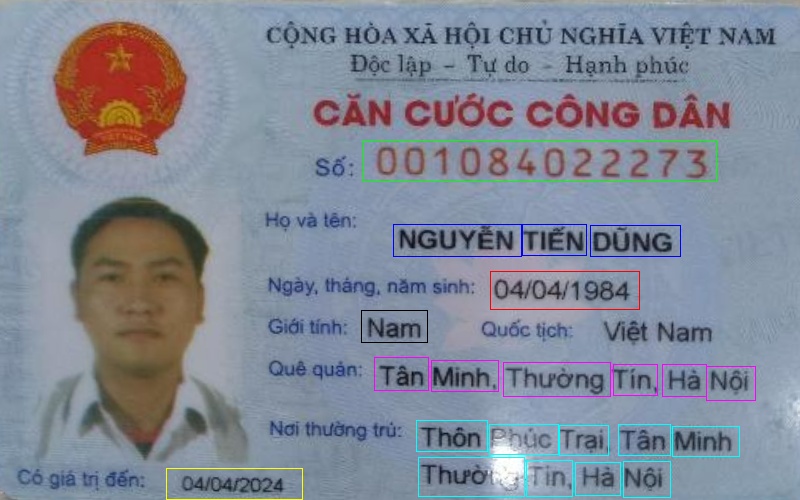 CỘNG HÒA XÃ HỘI CHỦ NGHĨA VIỆT NAM
Độc lập - Tự do - Hạnh phúc
CĂN CƯỚC CÔNG DÂN
Số: 001084022273
Họ và tên:
NGUYỄN TIẾN DŨNG
Ngày, tháng, năm sinh: 04/04/1984
Giới tính: Nam Quốc tịch: Việt Nam
Quê quán: Tân Minh, Thường Tín, Hà Nội
Nơi thường trú: Thôn Phúc Trại, Tân Minh
Thường Tin, Hà Nội
Có giá trị đến: 04/04/2024